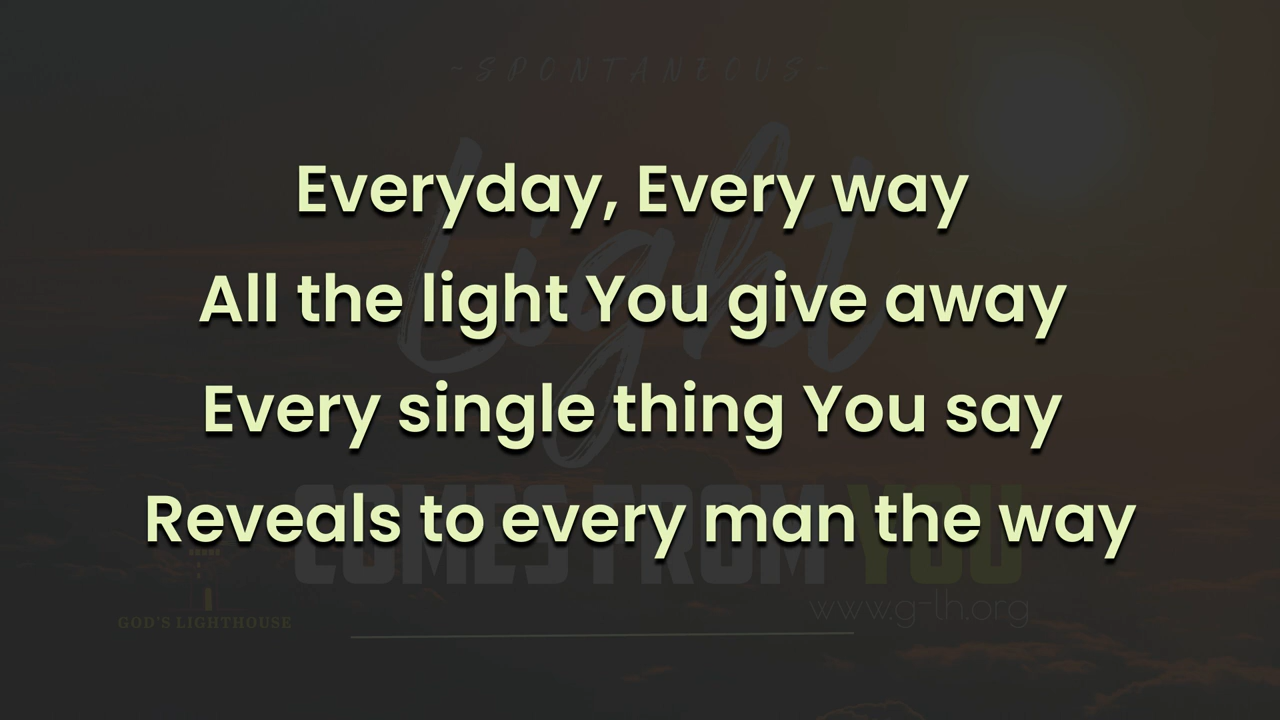 -SPONTANEOUS-
Light
Everyday, Every way
All the light You give away
Every single thing You say
Reveals to every man the way
COMES FROM YOU
www.g-lh.org
GOD'S LIGHTHOUSE